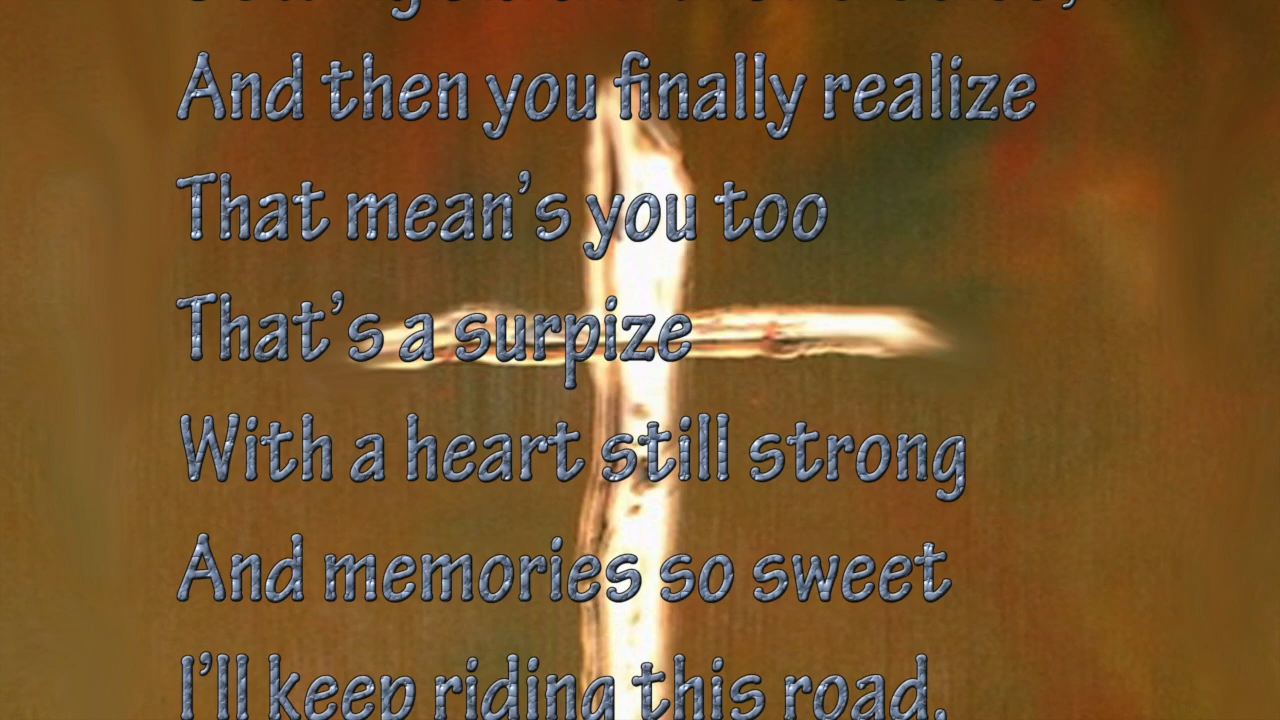 And then you finally realize
That mean's you too
That's a surpize
With a heart still strong
And memories so sweet
I'll keep riding this road,